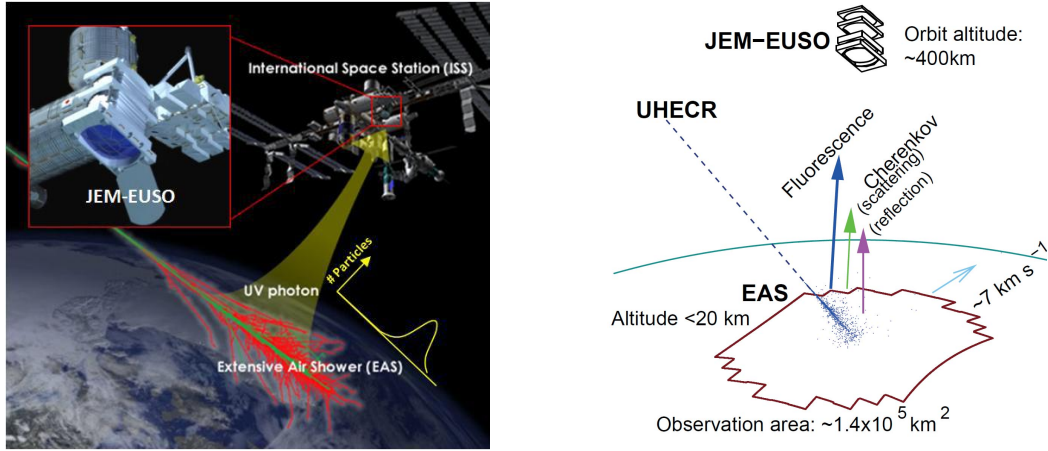 International Space Station (ISS)
JEM-EUSO
# Particles
UV photon
Extensive Air Shower (EAS)
JEM−EUSO
Orbit altitude:
~400km
UHECR
Fluorescence
Cherenkov
(scattering)
(reflection)
~7 km s −1
EAS
Altitude <20 km
Observation area: ~1.4x10 5 km 2